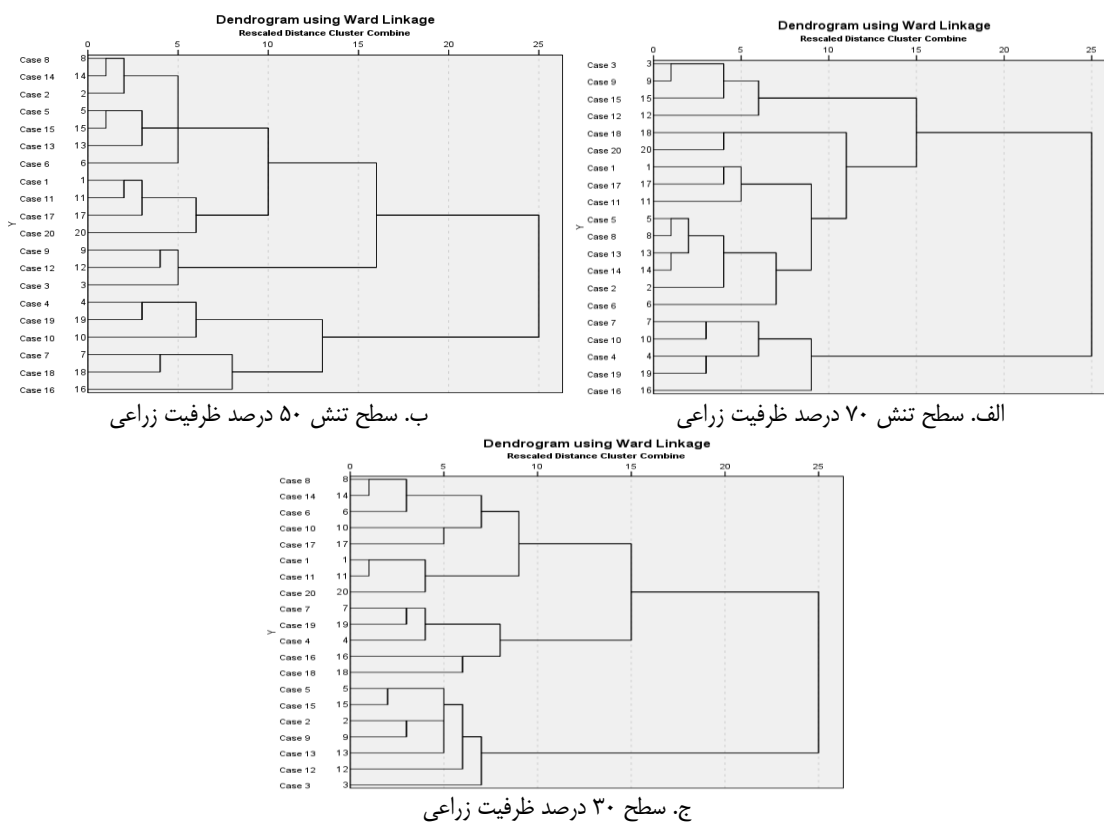 Dendrogram using Ward Linkage
Rescaled Distance Cluster Combine
0 5 10 15 20 25
Case 8 8
Case 14 14
Case 2 2
Case 5 5
Case 15 15
Case 13 13
Case 6 6
Case 1 1
Case 11 11
Case 17 17
Y
Case 20 20
Case 9 9
Case 12 12
Case 3 3
Case 4 4
Case 19 19
Case 10 10
Case 7 7
Case 18 18
Case 16 16
ب. سطح تنش ۵۰ درصد ظرفیت زراعی
Dendrogram using Ward Linkage
Rescaled Distance Cluster Combine
0 5 10 15 20 25
Case 3 3
Case 9 9
Case 15 15
Case 12 12
Case 18 18
Case 20 20
Case 1 1
Case 17 17
Case 11 11
Case 5 5
Y
Case 8 8
Case 13 13
Case 14 14
Case 2 2
Case 6 6
Case 7 7
Case 10 10
Case 4 4
Case 19 19
Case 16 16
الف. سطح تنش ۷۰ درصد ظرفیت زراعی
Dendrogram using Ward Linkage
Rescaled Distance Cluster Combine
0 5 10 15 20 25
Case 8 8
Case 14 14
Case 6 6
Case 10 10
Case 17 17
Case 1 1
Case 11 11
Case 20 20
Case 7 7
Case 19 19
Y
Case 4 4
Case 16 16
Case 18 18
Case 5 5
Case 15 15
Case 2 2
Case 9 9
Case 13 13
Case 12 12
Case 3 3
ج. سطح ۳۰ درصد ظرفیت زراعی